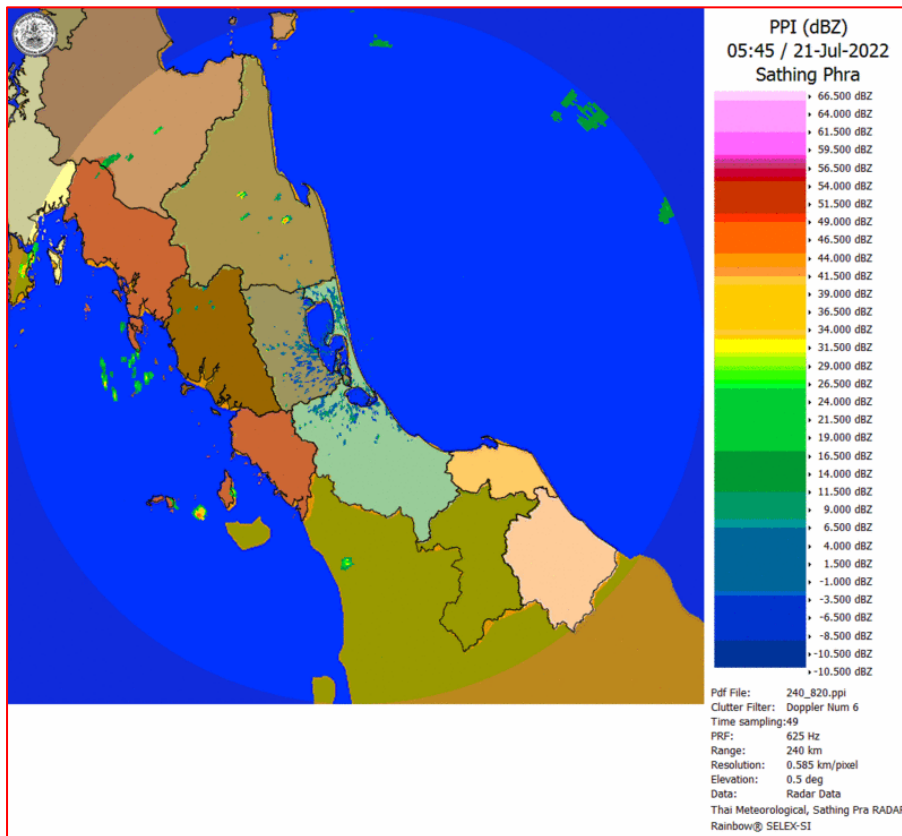 PPI (dBZ)
05:45 / 21-Jul-2022
Sathing Phra
66.500 dBZ
64.000 dBZ
61.500 dBZ
59.500 dBZ
56.500 dBZ
54.000 dBZ
51.500 dBZ
49.000 dBZ
46.500 dBZ
44.000 dBZ
41.500 dBZ
39.000 dBZ
36.500 dBZ
34.000 dBZ
31.500 dBZ
29.000 dBZ
26.500 dBZ
24.000 dBZ
21.500 dBZ
19.000 dBZ
16.500 dBZ
14.000 dBZ
11.500 dBZ
9.000 dBZ
6.500 dBZ
4.000 dBZ
1.500 dBZ
-1.000 dBZ
-3.500 dBZ
-6.500 dBZ
-8.500 dBZ
-10.500 dBZ
-10.500 dBZ
Pdf File: 240_820.ppi
Clutter Filter: Doppler Num 6
Time sampling:49
PRF: 625 Hz
Range: 240 km
Resolution: 0.585 km/pixel
Elevation: 0.5 deg
Data: Radar Data
Thai Meteorological, Sathing Pra RADAR
Rainbow® SELEX-SI